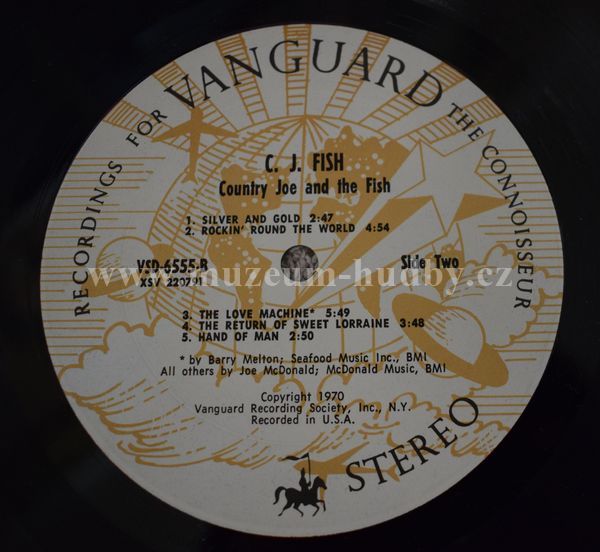 RECORDINGS FOR VANGUARD THE CONNOISSEUR
C. J. FISH
Country Joe and the Fish
1. SILVER AND GOLD 2:47
2. ROCKIN' ROUND THE WORLD 4:54
VSD-6555-B
XSV 220791
Side Two
www.muzeum-hudby.cz
3. THE LOVE MACHINE* 5:49
4. THE RETURN OF SWEET LORRAINE 3:48
5. HAND OF MAN 2:50
* by Barry Melton; Seafood Music Inc., BMI
All others by Joe McDonald; McDonald Music, BMI
Copyright 1970
Vanguard Recording Society, Inc., N.Y.
Recorded in U.S.A.
STEREO